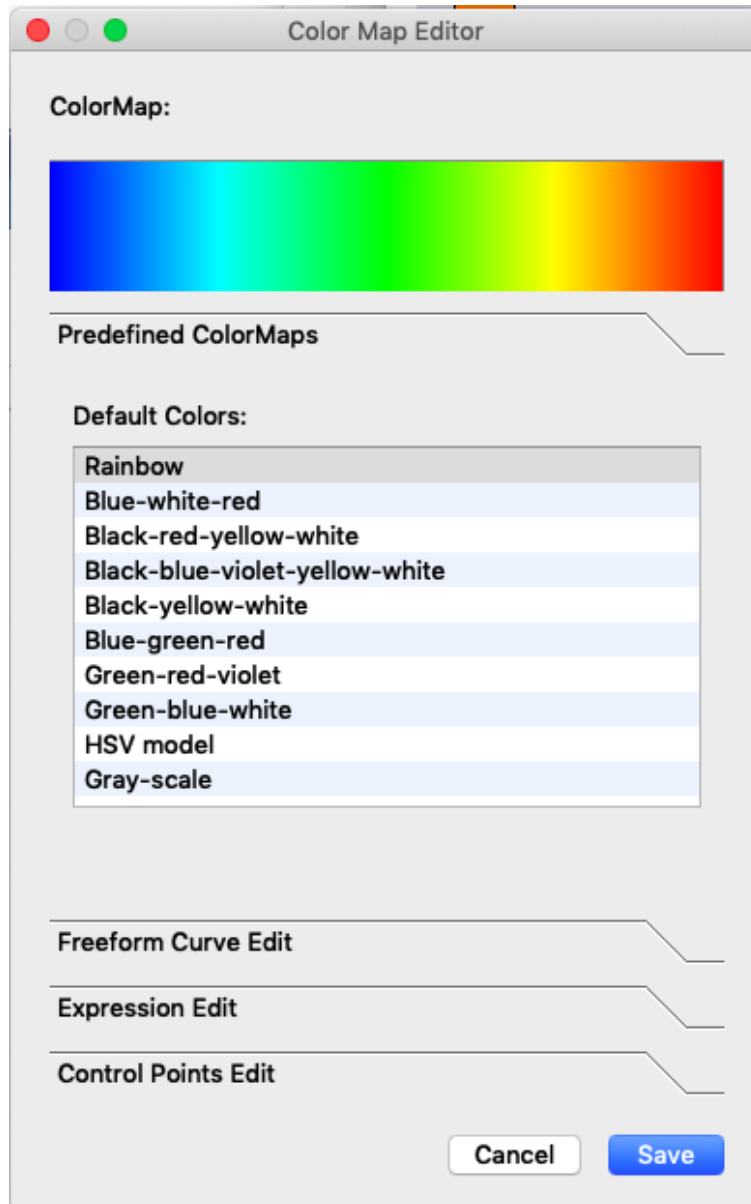 Color Map Editor
ColorMap:
Predefined ColorMaps
Default Colors:
Rainbow
Blue-white-red
Black-red-yellow-white
Black-blue-violet-yellow-white
Black-yellow-white
Blue-green-red
Green-red-violet
Green-blue-white
HSV model
Gray-scale
Freeform Curve Edit
Expression Edit
Control Points Edit
Cancel Save